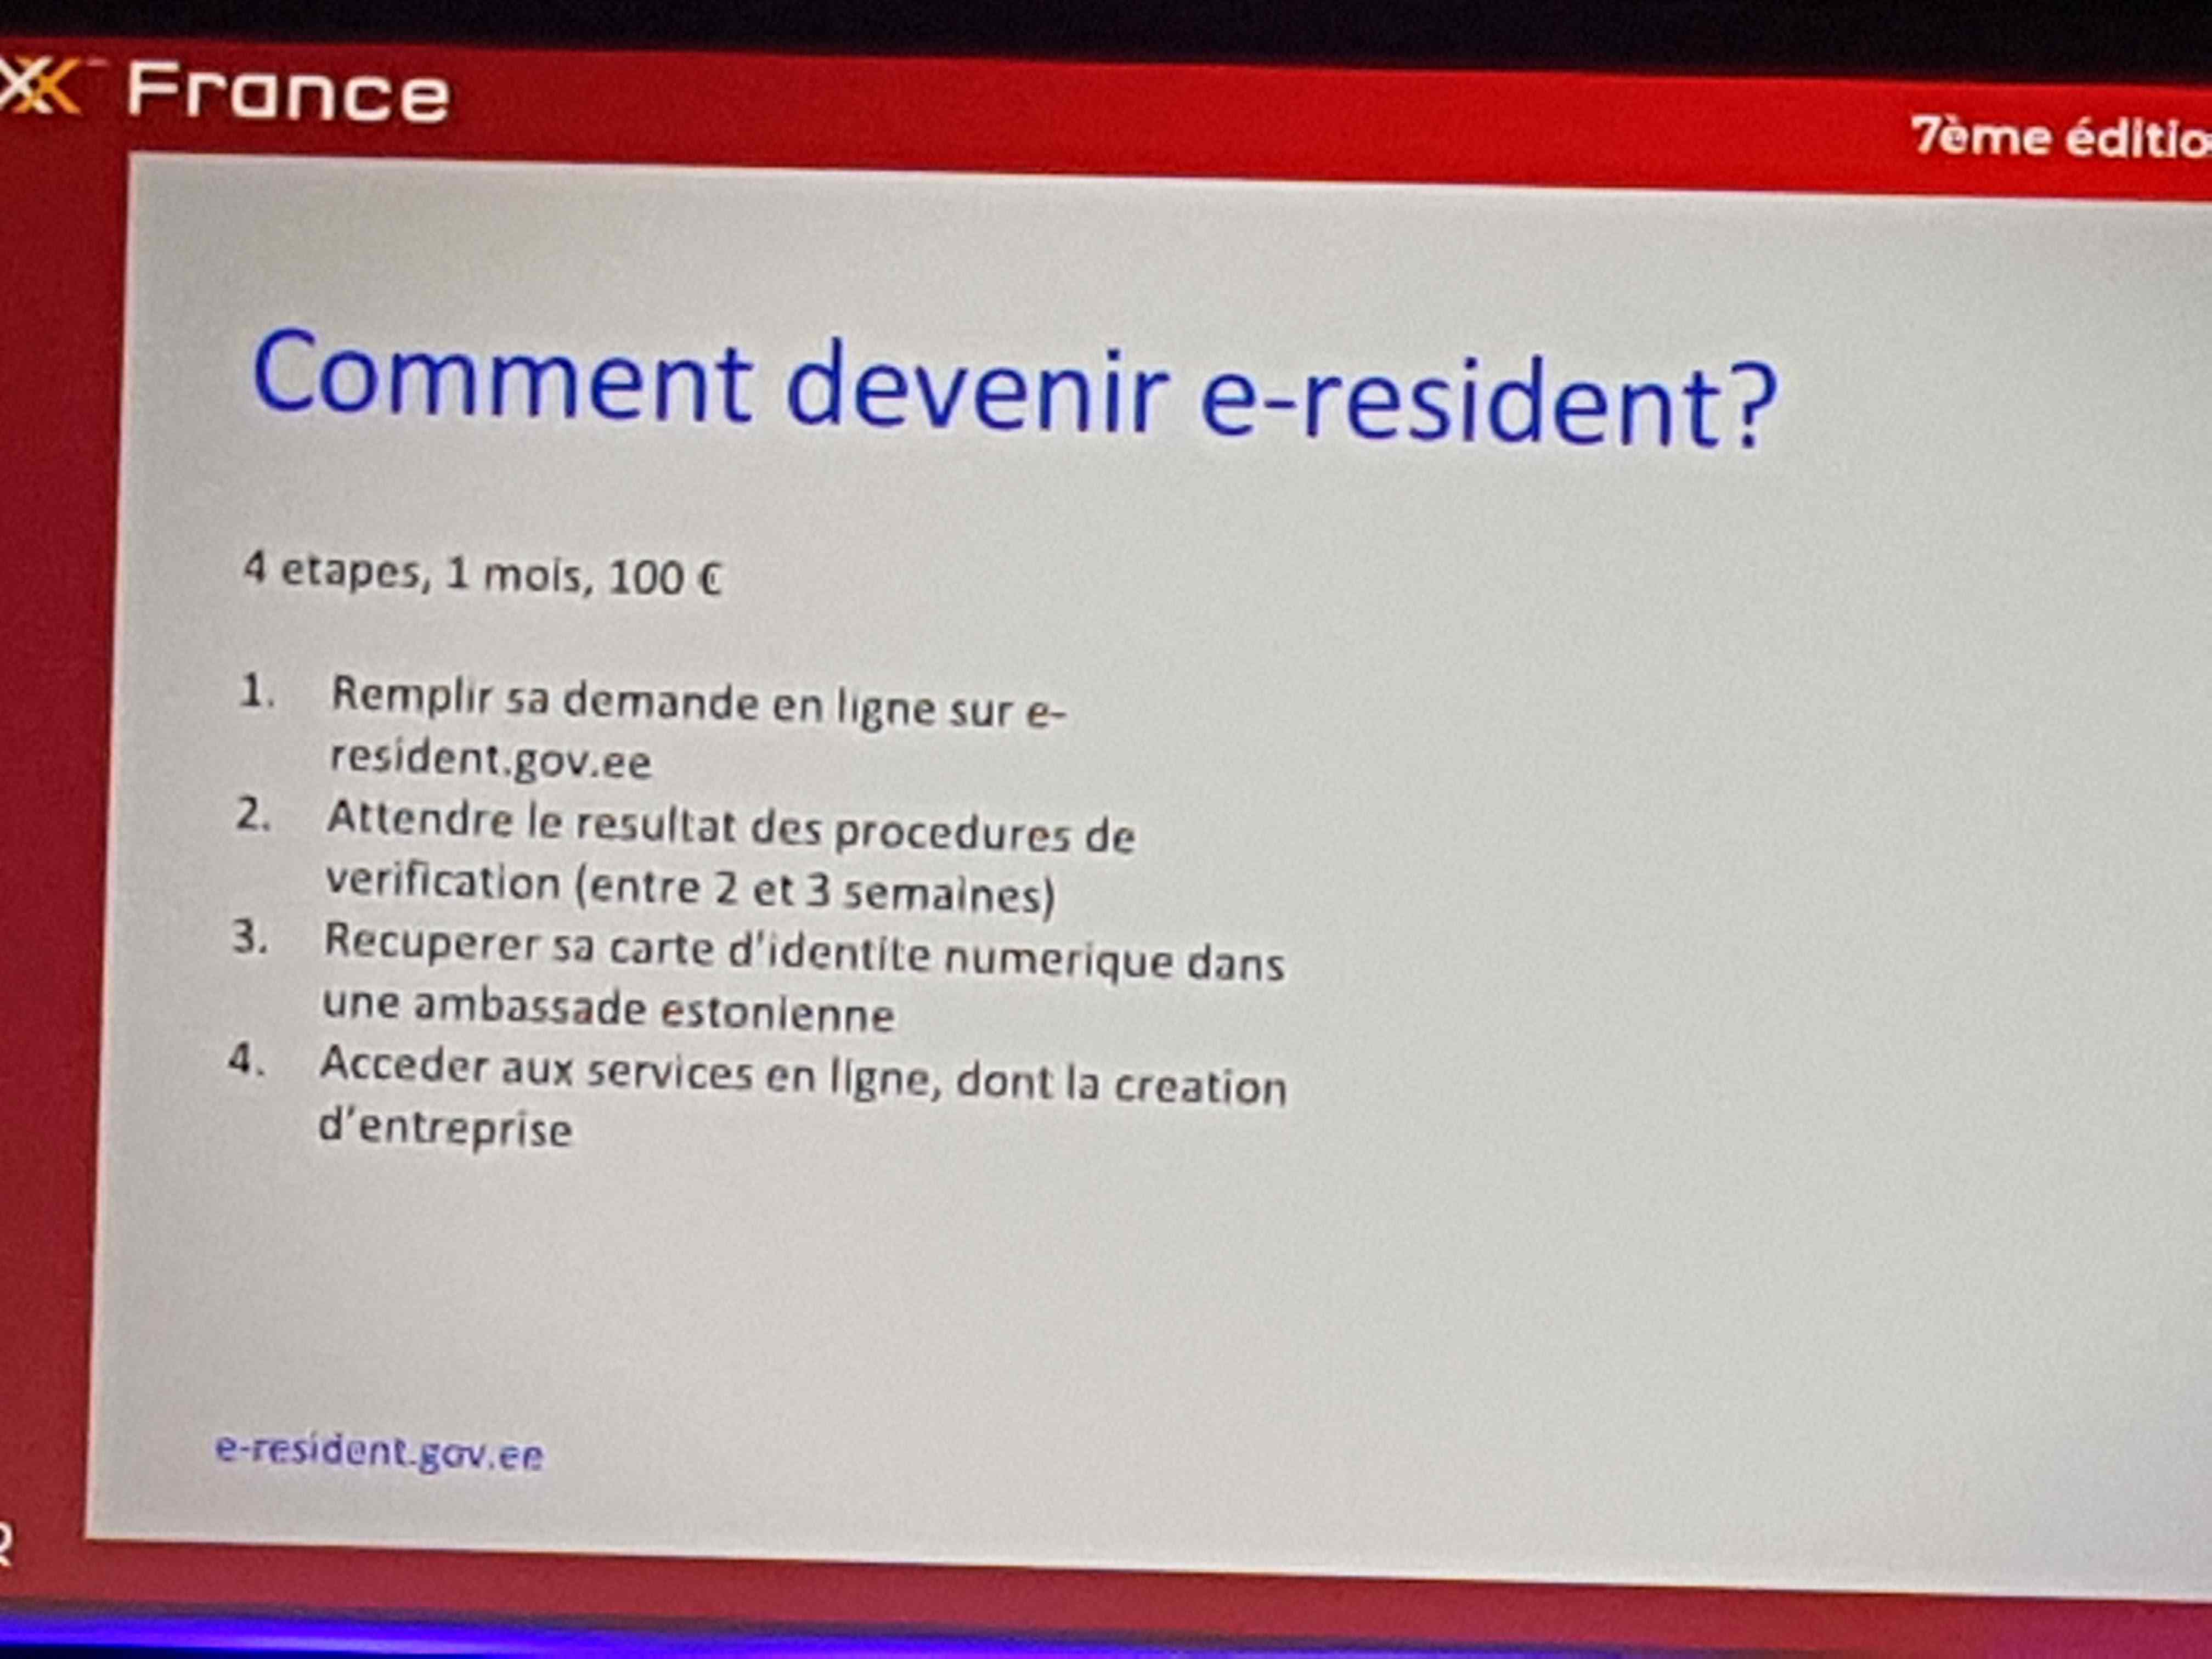 France
7ème éditio
Comment devenir e-resident?
4 etapes, 1 mois, 100 €
1. Remplir sa demande en ligne sur e-
resident.gov.ee
2. Attendre le resultat des procedures de
verification (entre 2 et 3 semaines)
3. Recuperer sa carte d'identite numerique dans
une ambassade estonienne
4. Acceder aux services en ligne, dont la creation
d'entreprise
e-resident.gov.ee